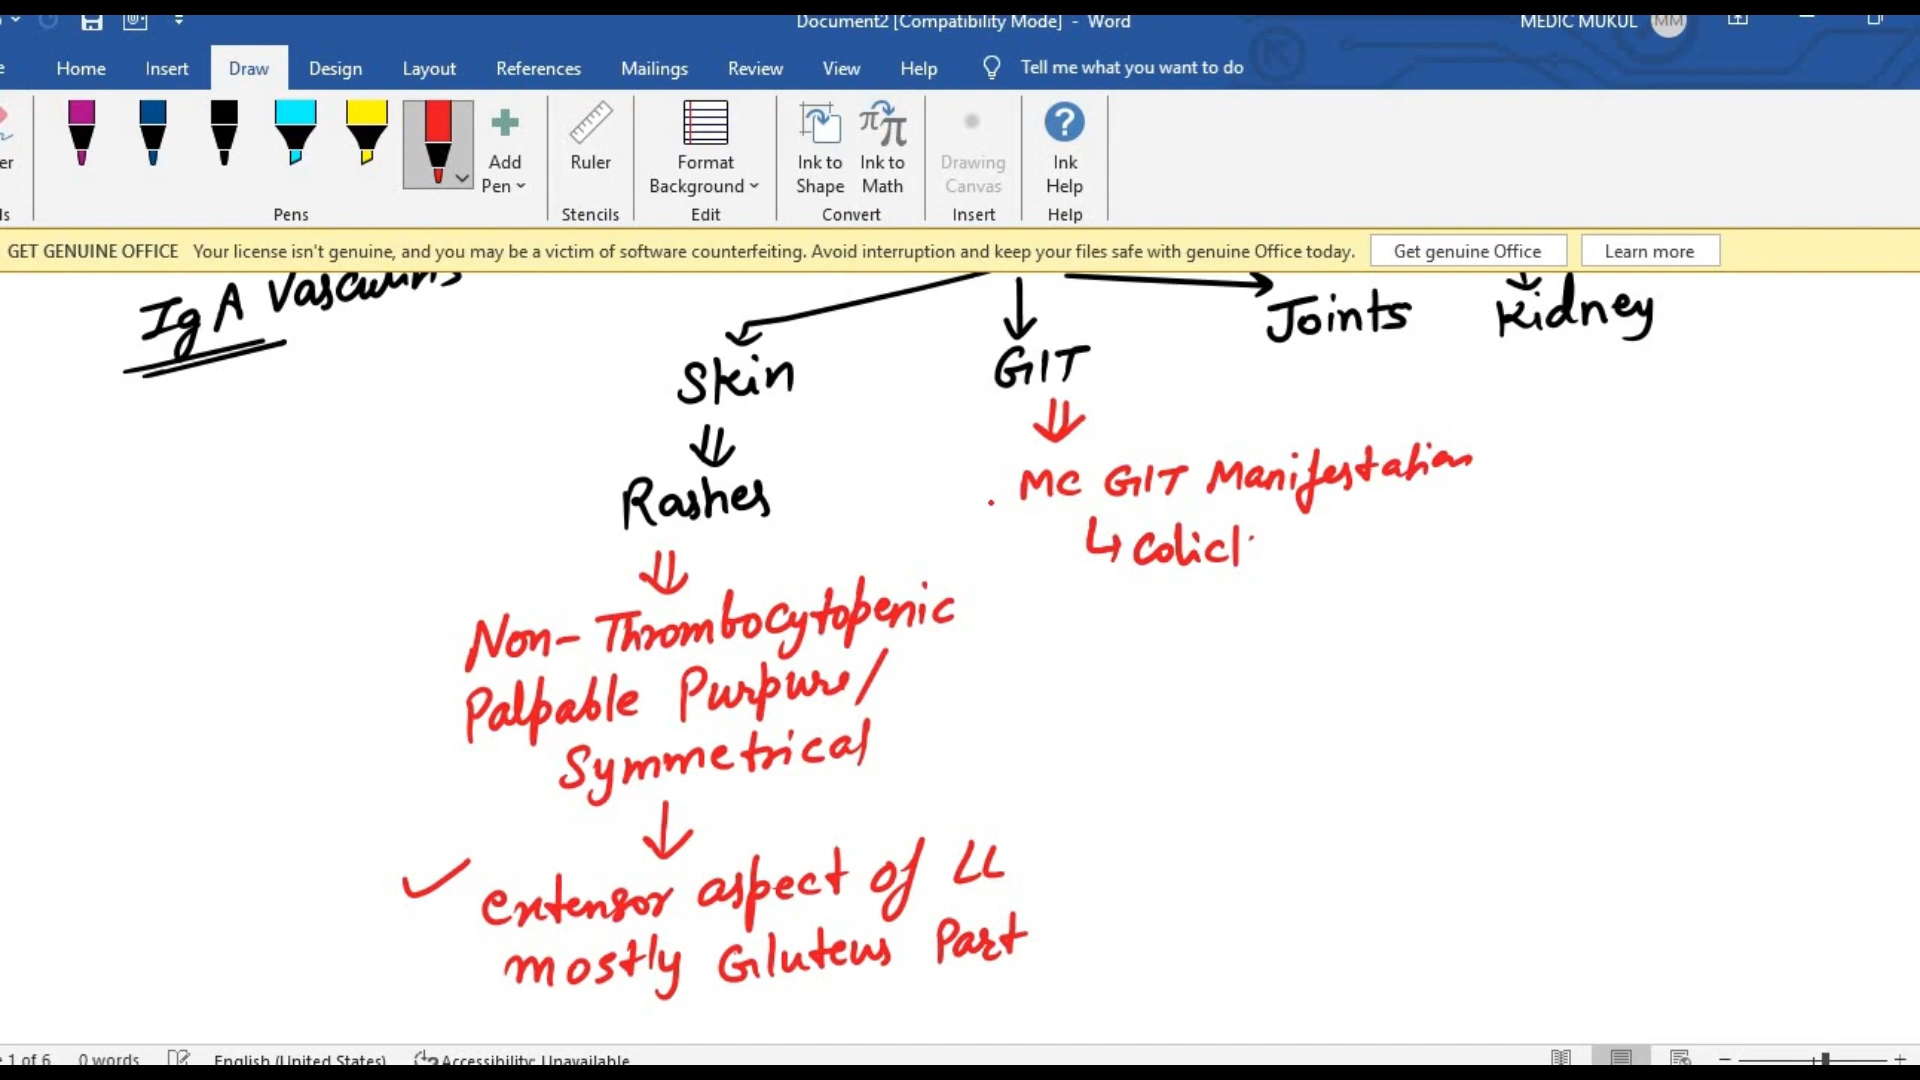 Document2 [Compatibility Mode] - Word
MEDIC MUKUL MM
Home Insert Draw Design Layout References Mailings Review View Help Tell me what you want to do
Add Pen
Ruler
Format Background
Ink to Shape
Ink to Math
Drawing Canvas
Ink Help
Pens Stencils Edit Convert Insert Help
GET GENUINE OFFICE Your license isn't genuine, and you may be a victim of software counterfeiting. Avoid interruption and keep your files safe with genuine Office today. Get genuine Office Learn more
IgA Vasculitis
Joints Kidney
Skin GIT
Rashes
MC GIT Manifestation
↳ colicl
Non-Thrombocytopenic
Palpable Purpure/
Symmetrical
✓ extensor aspect of LL
mostly Gluteus Part
1 of 6 0 words English (United States) Accessibility: Unavailable